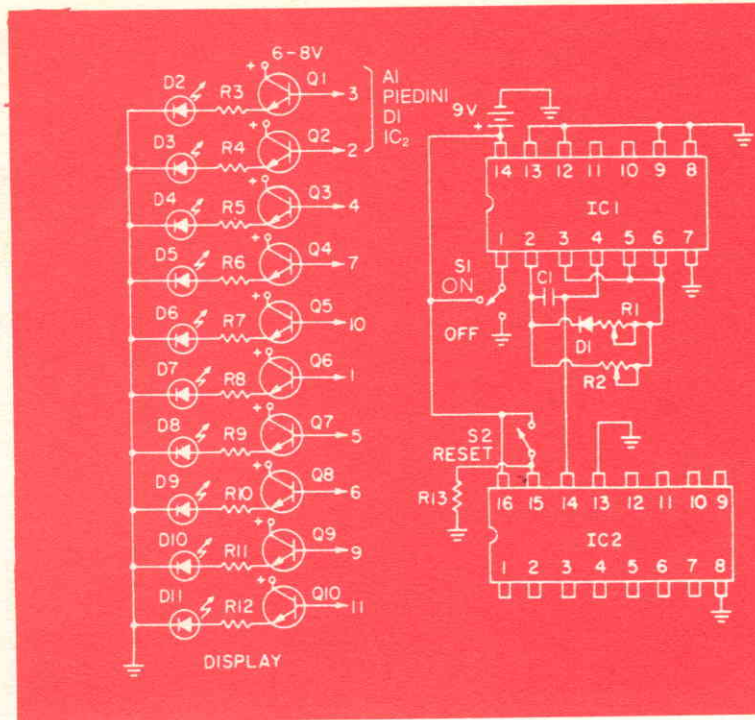 6-8V
AI
PIEDINI
DI
IC2
D2 R3 + Q1 3
D3 R4 + Q2 2
D4 R5 + Q3 4
D5 R6 + Q4 7
D6 R7 + Q5 10
D7 R8 + Q6 1
D8 R9 + Q7 5
D9 R10 + Q8 6
D10 R11 + Q9 9
D11 R12 + Q10 11
DISPLAY
9V
+
14 13 12 11 10 9 8
IC1
1 2 3 4 5 6 7
S1
ON
OFF
C1
R1
D1
R2
S2
RESET
R13
16 15 14 13 12 11 10 9
IC2
1 2 3 4 5 6 7 8